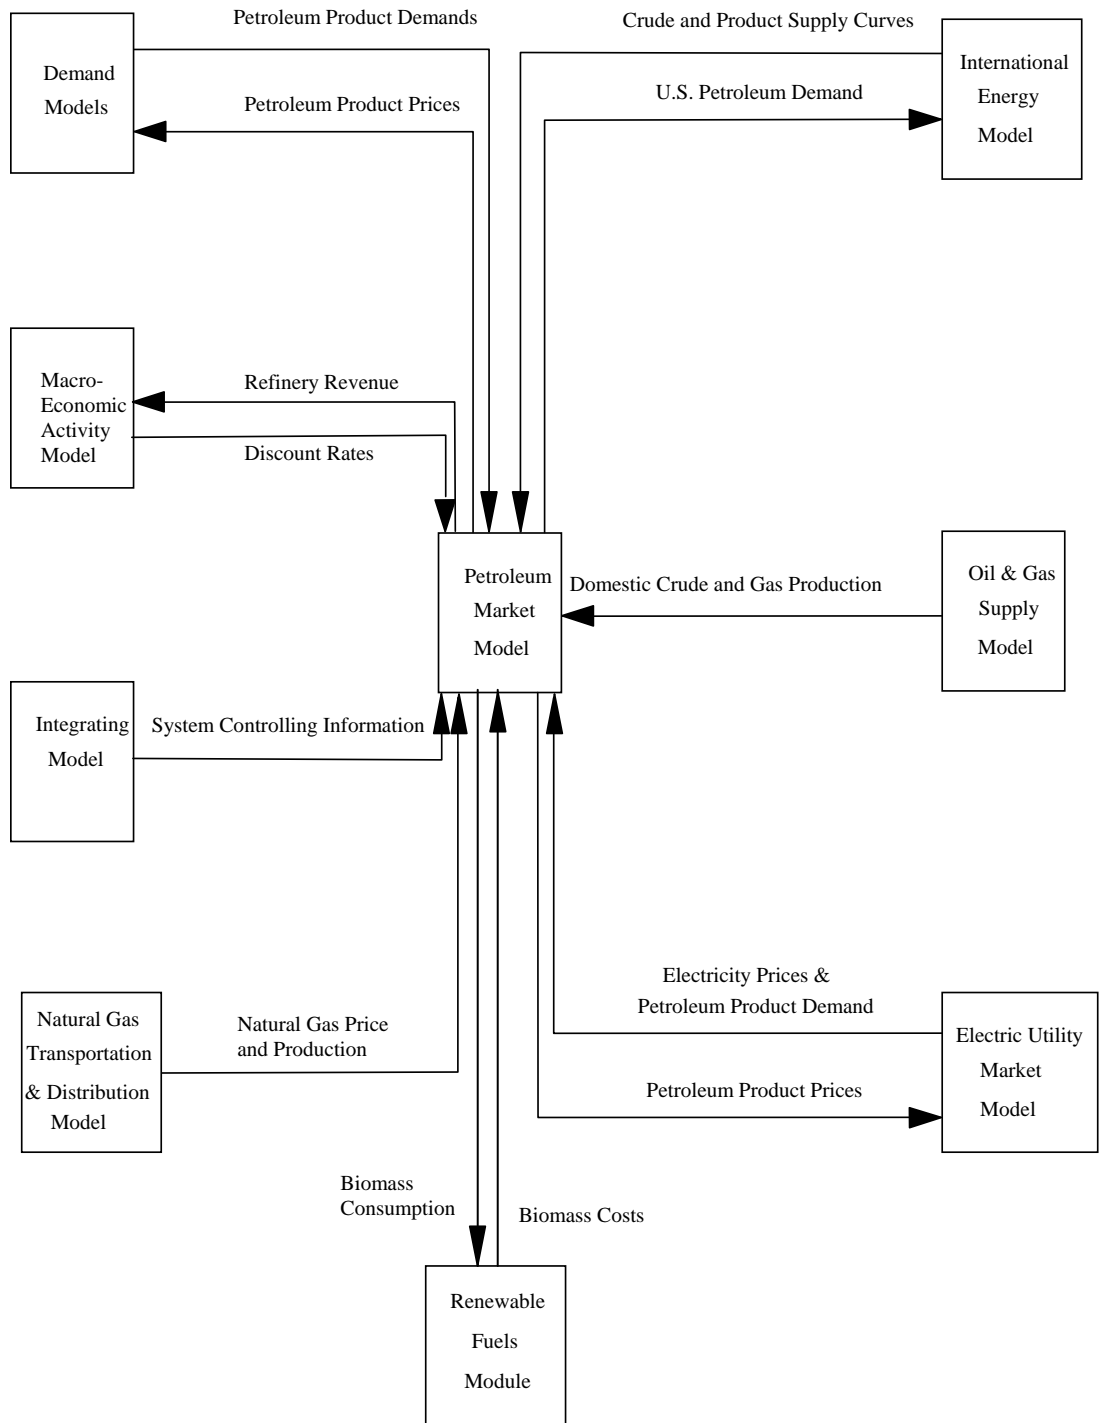 Petroleum Product Demands
Crude and Product Supply Curves
Demand
Models
Petroleum Product Prices
International
Energy
Model
U.S. Petroleum Demand
Macro-
Economic
Activity
Model
Refinery Revenue
Discount Rates
Petroleum
Market
Model
Domestic Crude and Gas Production
Oil & Gas
Supply
Model
Integrating
Model
System Controlling Information
Natural Gas
Transportation
& Distribution
Model
Natural Gas Price
and Production
Electricity Prices &
Petroleum Product Demand
Electric Utility
Market
Model
Petroleum Product Prices
Biomass
Consumption
Biomass Costs
Renewable
Fuels
Module